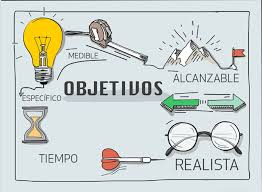 MEDIBLE
ALCANZABLE
ESPECÍFICO
OBJETIVOS
TIEMPO
REALISTA